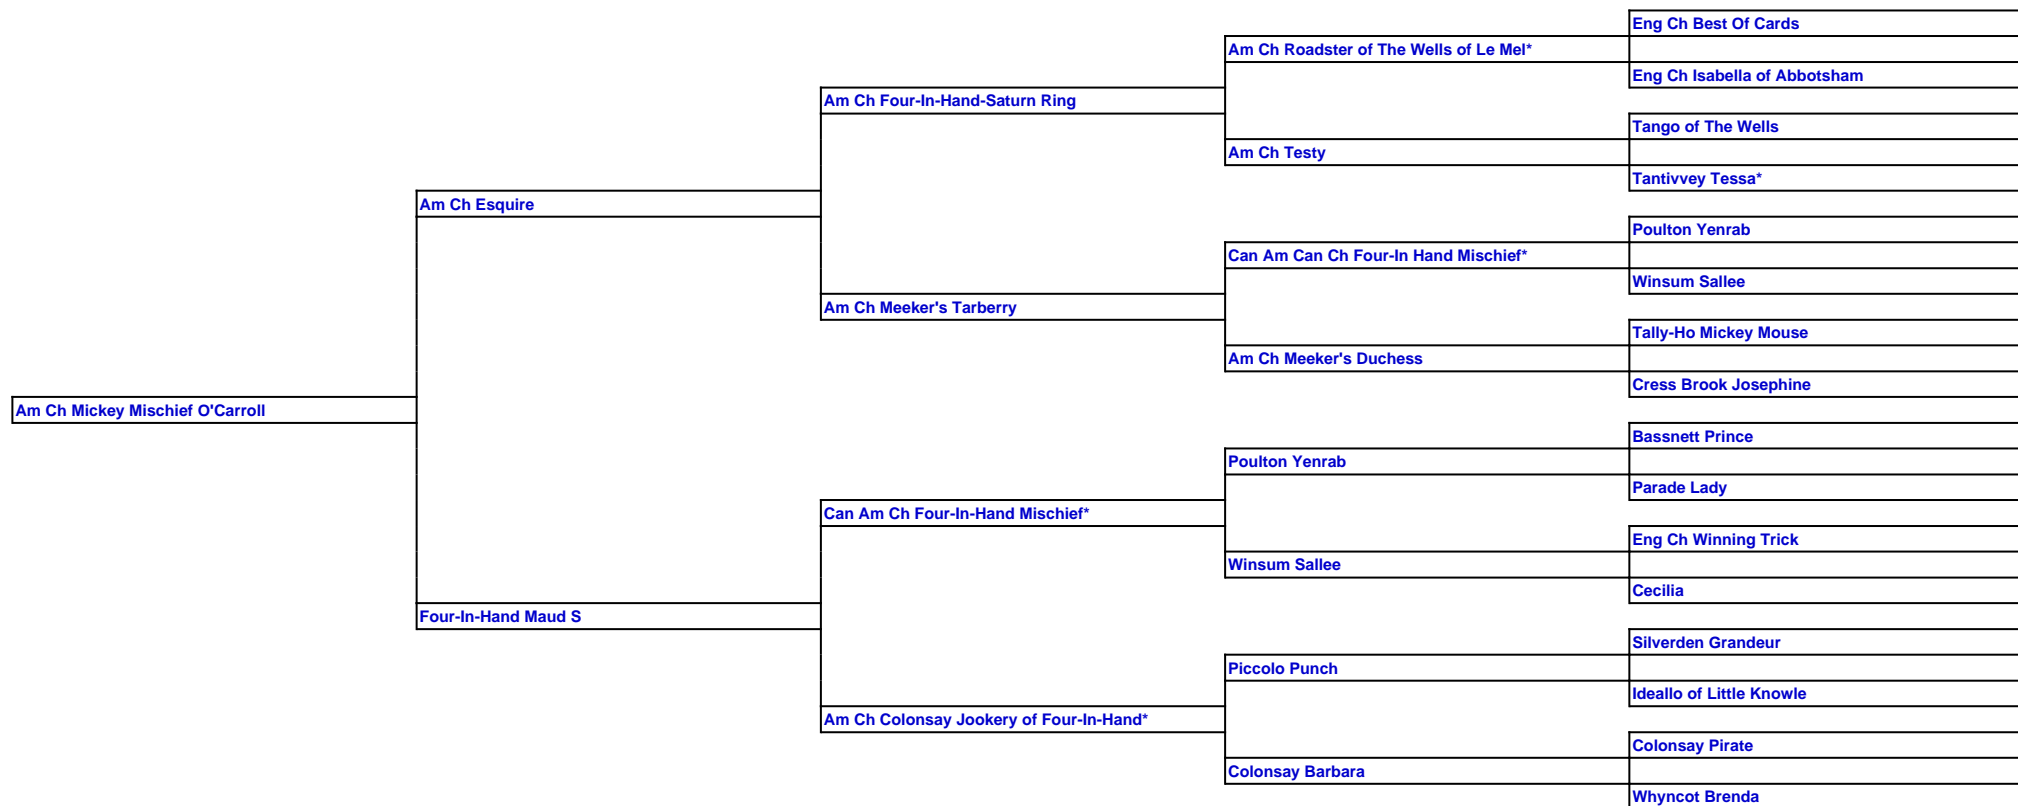 Eng Ch Best Of Cards
Am Ch Roadster of The Wells of Le Mel*
Eng Ch Isabella of Abbotsham
Am Ch Four-In-Hand-Saturn Ring
Tango of The Wells
Am Ch Testy
Tantivvey Tessa*
Am Ch Esquire
Poulton Yenrab
Can Am Can Ch Four-In Hand Mischief*
Winsum Sallee
Am Ch Meeker's Tarberry
Tally-Ho Mickey Mouse
Am Ch Meeker's Duchess
Cress Brook Josephine
Am Ch Mickey Mischief O'Carroll
Bassnett Prince
Poulton Yenrab
Parade Lady
Can Am Ch Four-In-Hand Mischief*
Eng Ch Winning Trick
Winsum Sallee
Cecilia
Four-In-Hand Maud S
Silverden Grandeur
Piccolo Punch
Ideallo of Little Knowle
Am Ch Colonsay Jookery of Four-In-Hand*
Colonsay Pirate
Colonsay Barbara
Whyncot Brenda